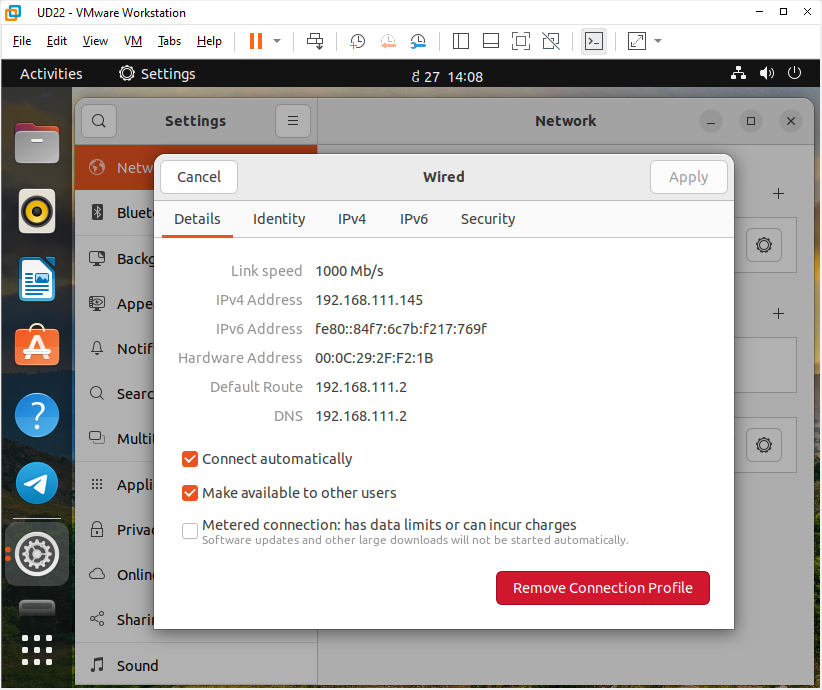 UD22 - VMware Workstation
File Edit View VM Tabs Help
Activities Settings 27 14:08
Settings Network
Netw
Bluet
Backg
Appe
Notif
Searc
Multit
Appli
Privac
Onlin
Sharin
Sound
Cancel Wired Apply
Details Identity IPv4 IPv6 Security
Link speed 1000 Mb/s
IPv4 Address 192.168.111.145
IPv6 Address fe80::84f7:6c7b:f217:769f
Hardware Address 00:0C:29:2F:F2:1B
Default Route 192.168.111.2
DNS 192.168.111.2
Connect automatically
Make available to other users
Metered connection: has data limits or can incur charges
Software updates and other large downloads will not be started automatically.
Remove Connection Profile